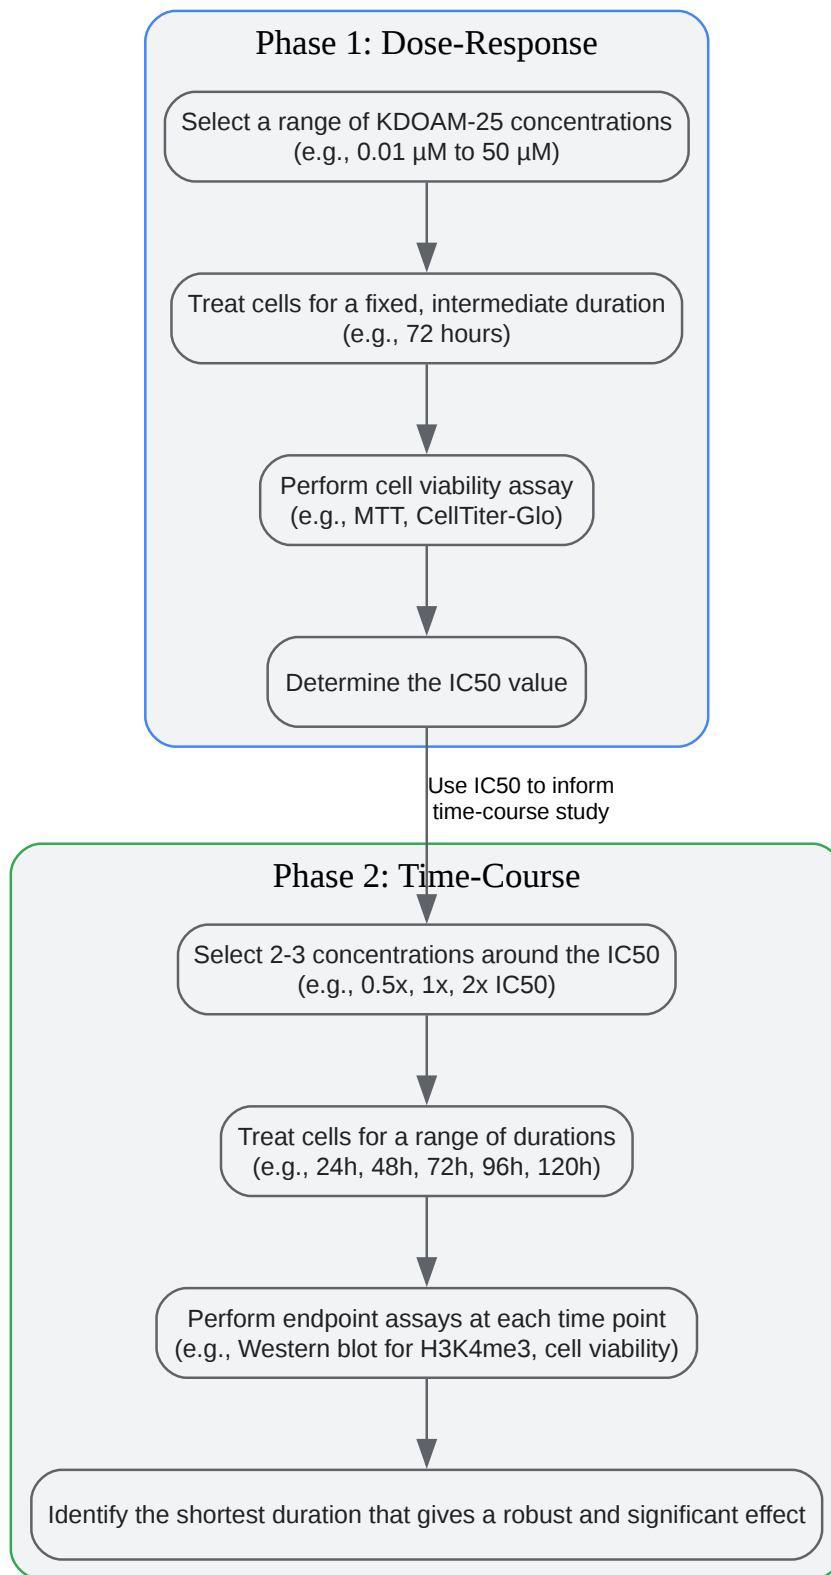 Phase 1: Dose-Response
Select a range of KDOAM-25 concentrations
(e.g., 0.01 µM to 50 µM)
Treat cells for a fixed, intermediate duration
(e.g., 72 hours)
Perform cell viability assay
(e.g., MTT, CellTiter-Glo)
Determine the IC50 value
Use IC50 to inform
time-course study
Phase 2: Time-Course
Select 2-3 concentrations around the IC50
(e.g., 0.5x, 1x, 2x IC50)
Treat cells for a range of durations
(e.g., 24h, 48h, 72h, 96h, 120h)
Perform endpoint assays at each time point
(e.g., Western blot for H3K4me3, cell viability)
Identify the shortest duration that gives a robust and significant effect